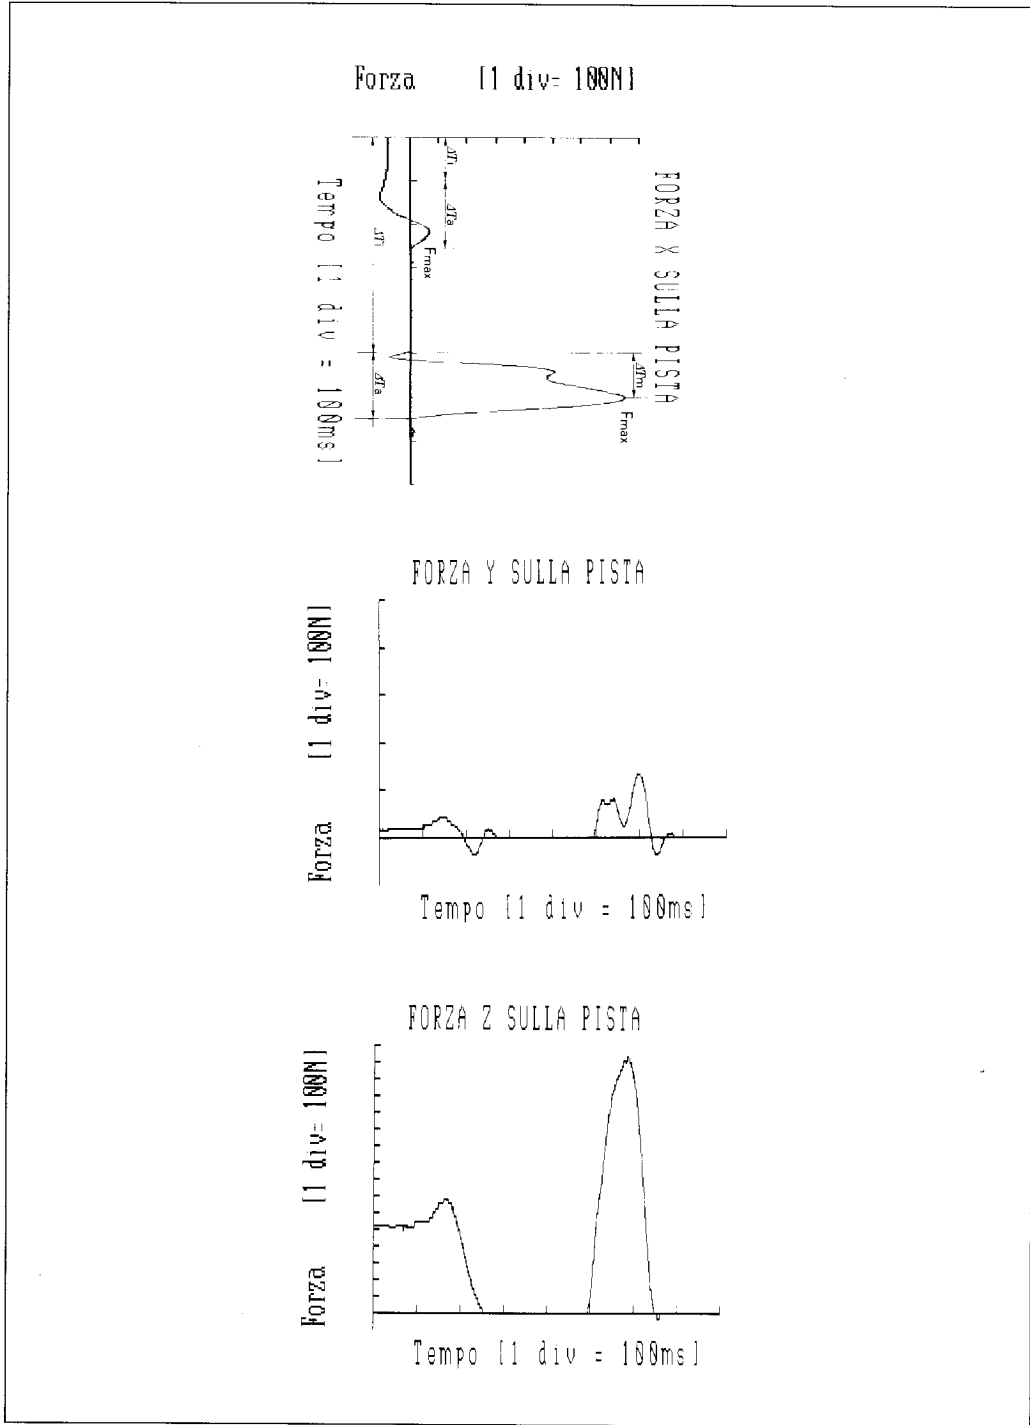 Forza [1 div= 100N]
FORZA X SULLA PISTA
ΔTi
ΔTa
Fmax
ΔTi
ΔTa
ΔTm
Fmax
Tempo [1 div = 100ms]
FORZA Y SULLA PISTA
Forza [1 div= 100N]
Tempo [1 div = 100ms]
FORZA Z SULLA PISTA
Forza [1 div= 100N]
Tempo [1 div = 100ms]